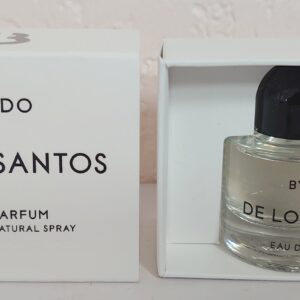 DO
SANTOS
ARFUM
NATURAL SPRAY
BY
DE LO
EAU D